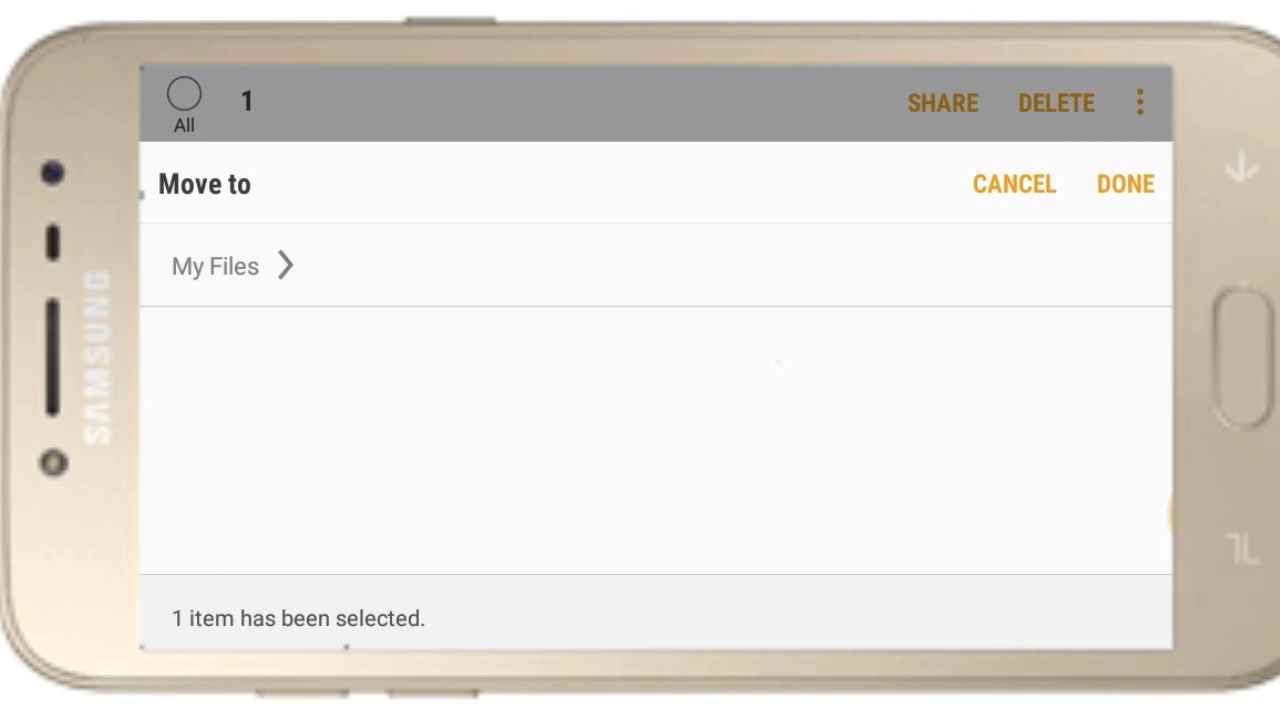 1
SHARE
DELETE
All
Move to
CANCEL
DONE
My Files
1 item has been selected.
SAMSUNG